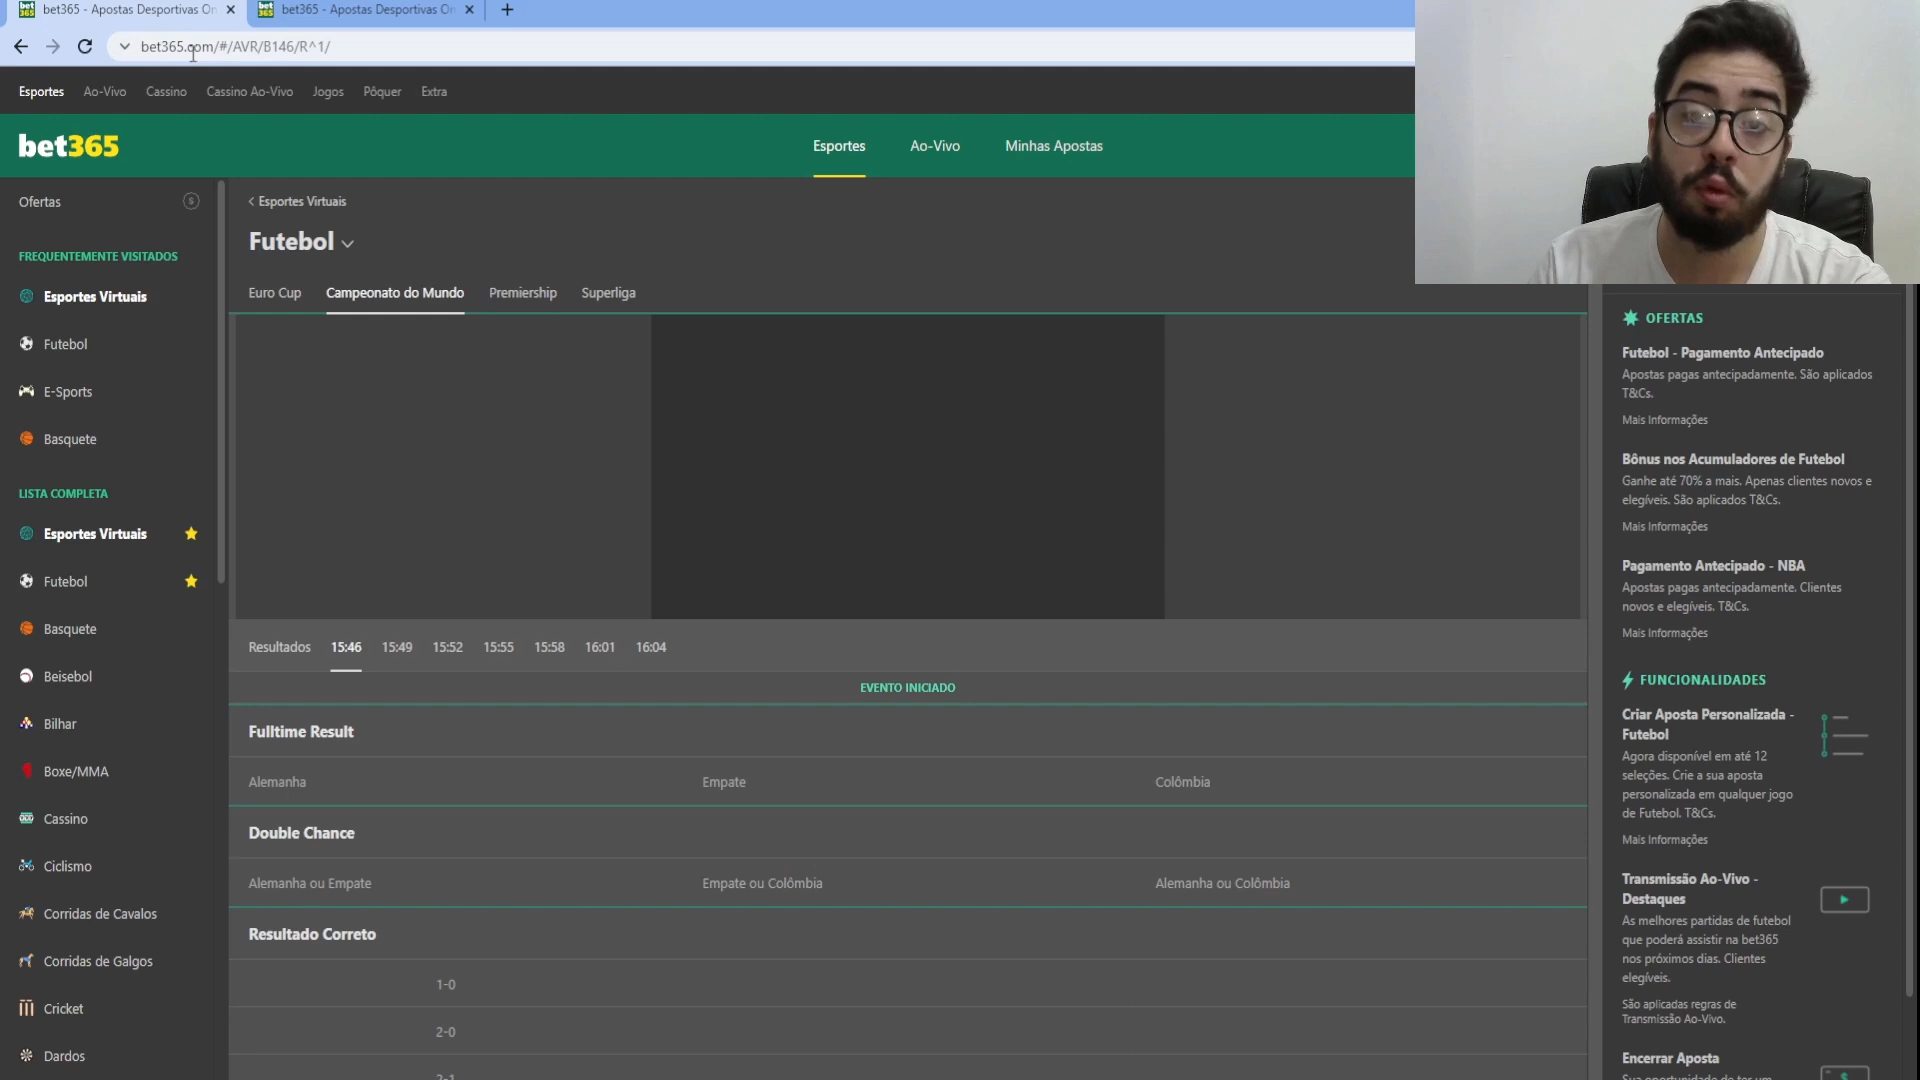 bet365 - Apostas Desportivas On
bet365 - Apostas Desportivas On
bet365.com/#/AVR/B146/R^1/
Esportes Ao-Vivo Cassino Cassino Ao-Vivo Jogos Pôquer Extra
bet365
Esportes Ao-Vivo Minhas Apostas
Ofertas
FREQUENTEMENTE VISITADOS
Esportes Virtuais
Futebol
E-Sports
Basquete
LISTA COMPLETA
Esportes Virtuais
Futebol
Basquete
Beisebol
Bilhar
Boxe/MMA
Cassino
Ciclismo
Corridas de Cavalos
Corridas de Galgos
Cricket
Dardos
Esportes Virtuais
Futebol
Euro Cup Campeonato do Mundo Premiership Superliga
Resultados 15:46 15:49 15:52 15:55 15:58 16:01 16:04
EVENTO INICIADO
Fulltime Result
Alemanha Empate Colômbia
Double Chance
Alemanha ou Empate Empate ou Colômbia Alemanha ou Colômbia
Resultado Correto
1-0
2-0
2-1
OFERTAS
Futebol - Pagamento Antecipado
Apostas pagas antecipadamente. São aplicados
T&Cs.
Mais Informações
Bônus nos Acumuladores de Futebol
Ganhe até 70% a mais. Apenas clientes novos e
elegíveis. São aplicados T&Cs.
Mais Informações
Pagamento Antecipado - NBA
Apostas pagas antecipadamente. Clientes
novos e elegíveis. T&Cs.
Mais Informações
FUNCIONALIDADES
Criar Aposta Personalizada -
Futebol
Agora disponível em até 12
seleções. Crie a sua aposta
personalizada em qualquer jogo
de Futebol. T&Cs.
Mais Informações
Transmissão Ao-Vivo -
Destaques
As melhores partidas de futebol
que poderá assistir na bet365
nos próximos dias. Clientes
elegíveis.
São aplicadas regras de
Transmissão Ao-Vivo.
Encerrar Aposta
Sua oportunidade de ter um